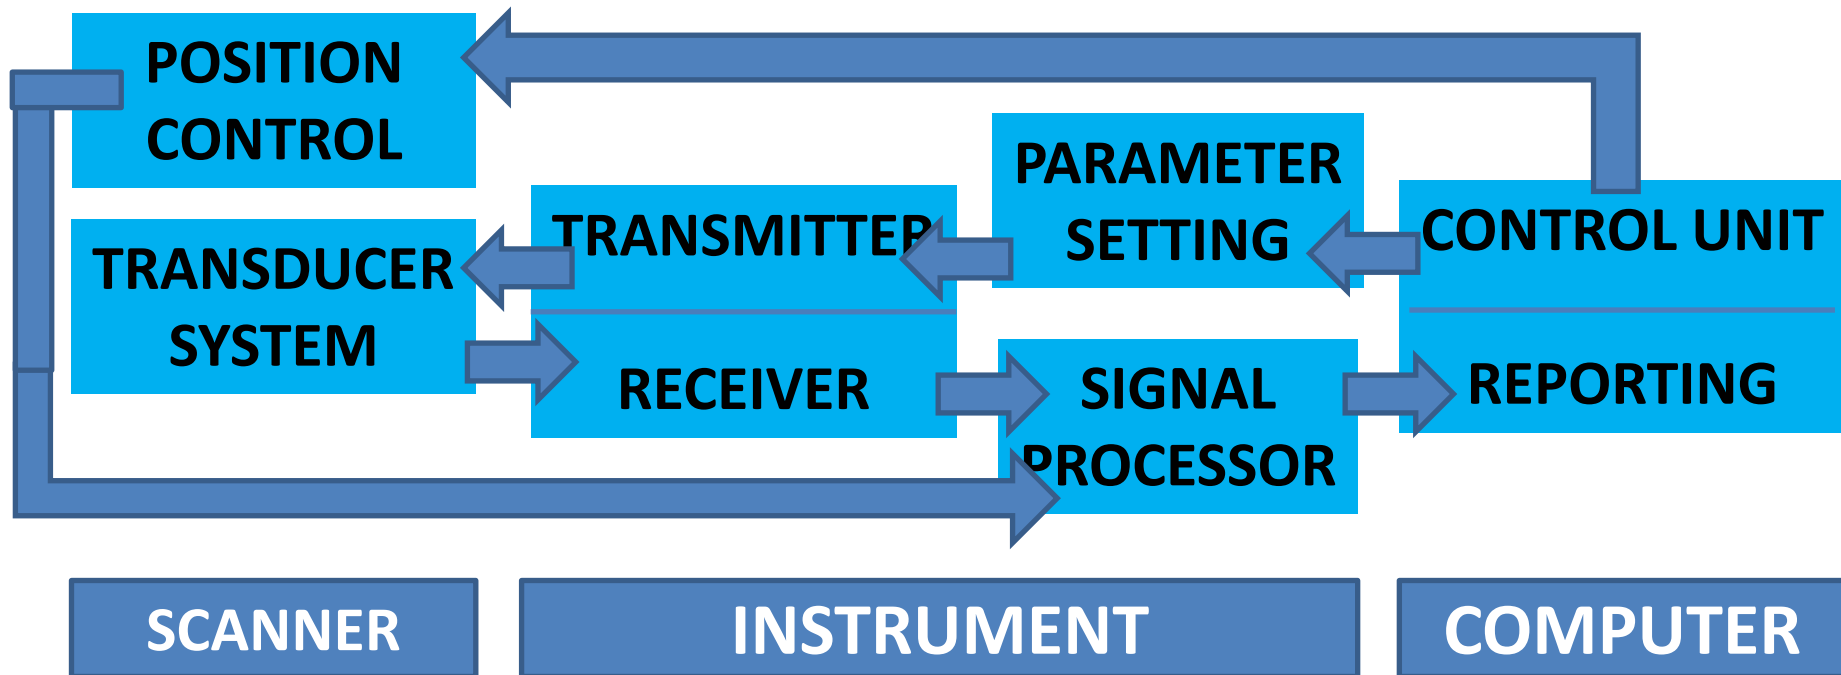 POSITION
CONTROL
PARAMETER
SETTING
TRANSMITTER
CONTROL UNIT
TRANSDUCER
SYSTEM
RECEIVER
SIGNAL
PROCESSOR
REPORTING
SCANNER
INSTRUMENT
COMPUTER